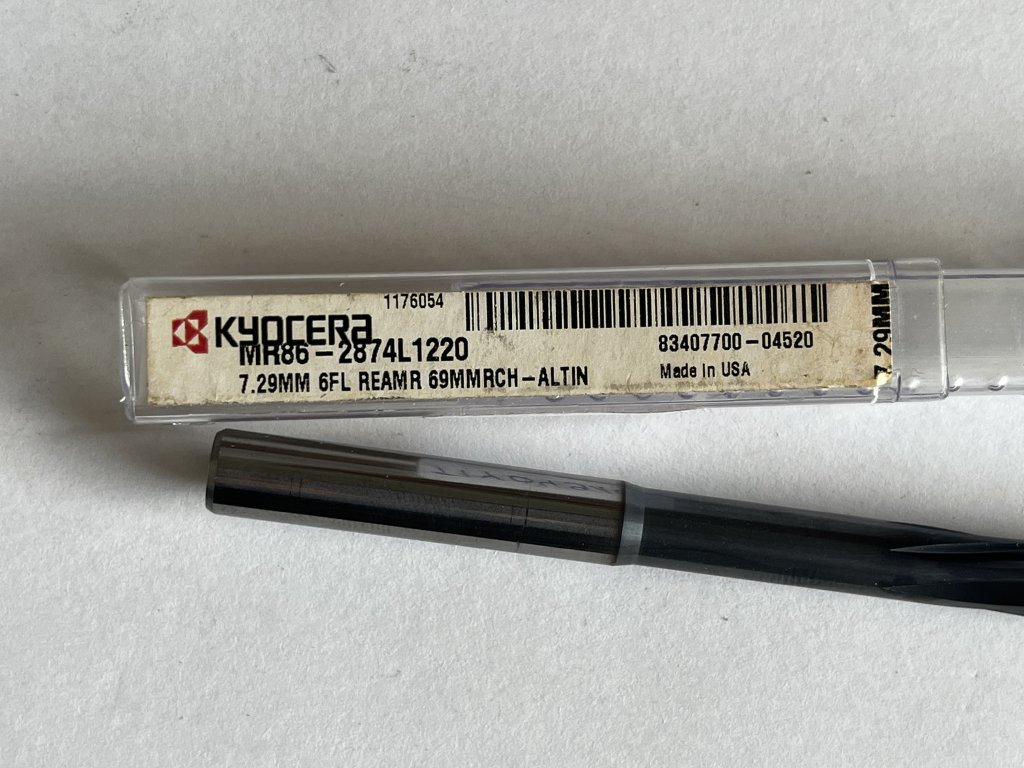 1176054
KYOCERa
MR86-2874L1220
7.29MM 6FL REAMR 69MMRCH-ALTIN
83407700-04520
Made In USA
7.29MM